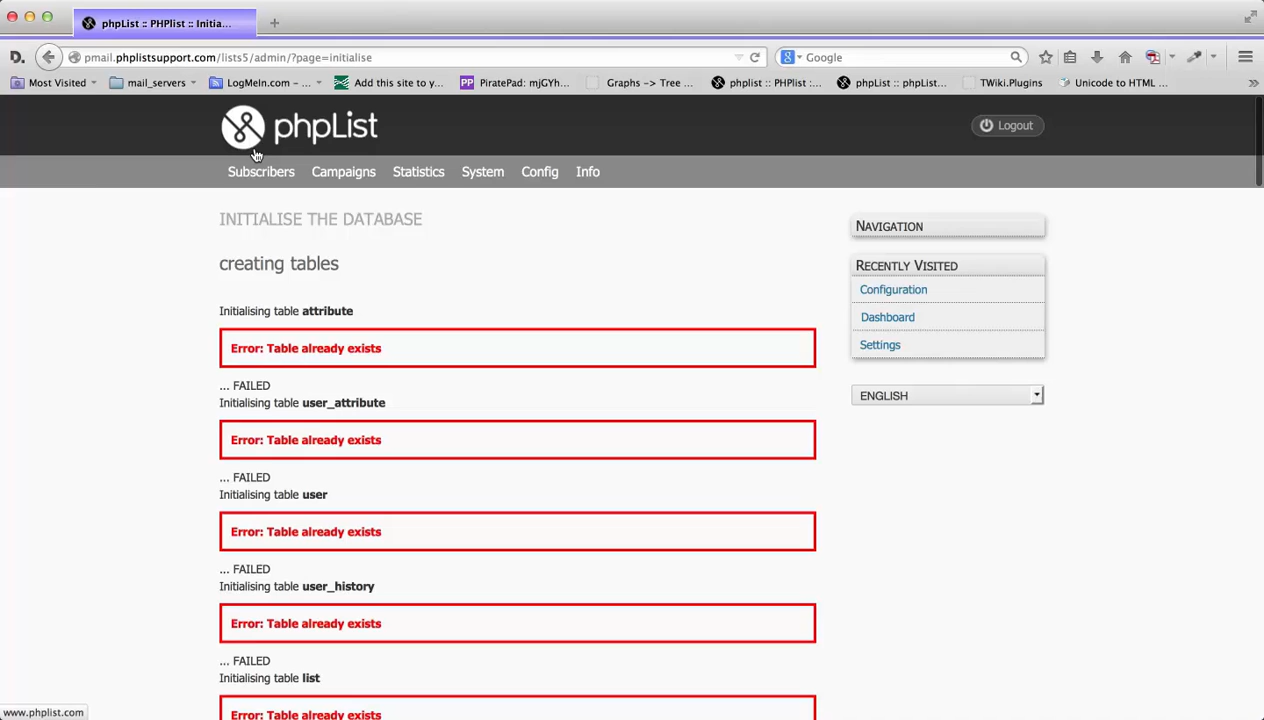 phpList :: PHPlist :: Initia...
D.
pmail.phplistsupport.com/lists5/admin/?page=initialise
Google
Most Visited
mail_servers
LogMeIn.com — ...
Add this site to y...
PiratePad: mjGYh...
Graphs -> Tree ...
phplist :: PHPlist :...
phpList :: phpList...
TWiki.Plugins
Unicode to HTML ...
phpList
Logout
Subscribers
Campaigns
Statistics
System
Config
Info
INITIALISE THE DATABASE
creating tables
Initialising table attribute
Error: Table already exists
... FAILED
Initialising table user_attribute
Error: Table already exists
... FAILED
Initialising table user
Error: Table already exists
... FAILED
Initialising table user_history
Error: Table already exists
... FAILED
Initialising table list
Error: Table already exists
NAVIGATION
RECENTLY VISITED
Configuration
Dashboard
Settings
ENGLISH
www.phplist.com